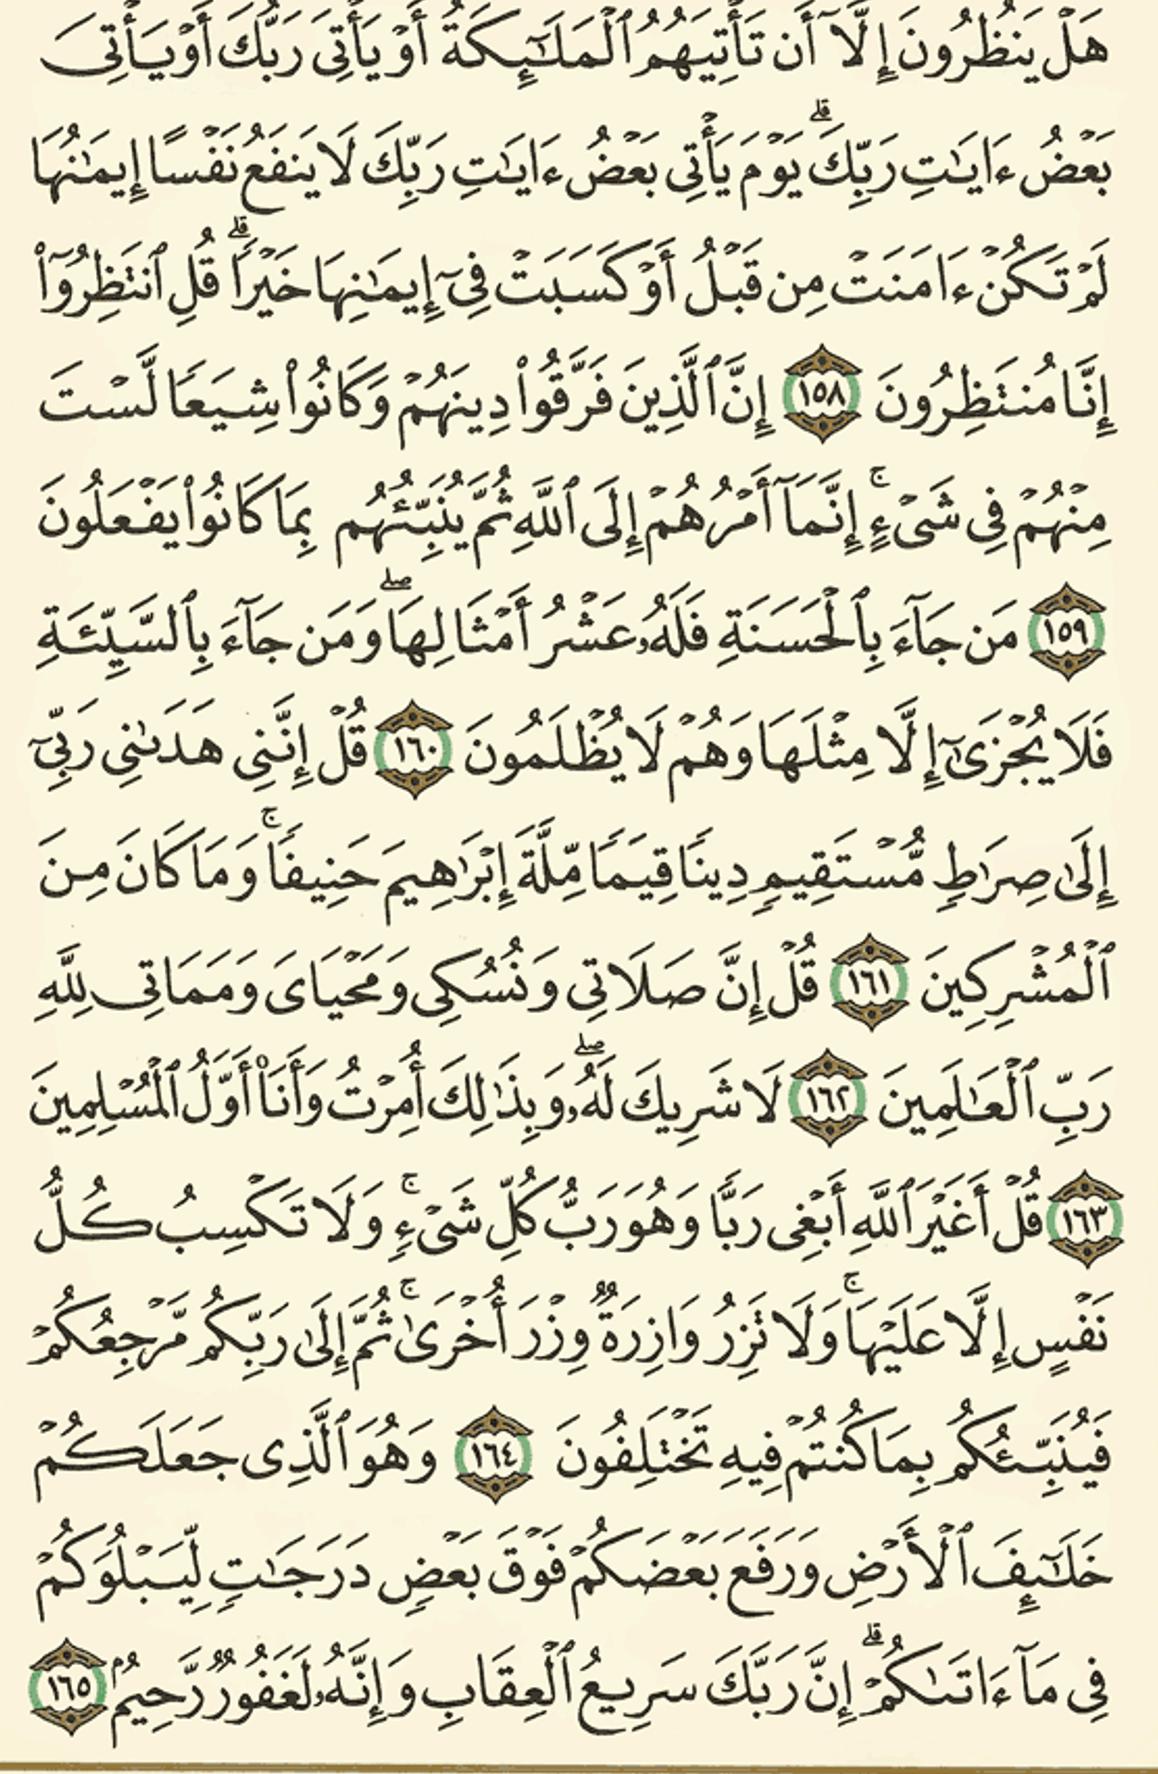 هَلْ يَنظُرُونَ إِلَّآ أَن تَأْتِيَهُمُ ٱلْمَلَـٰٓئِكَةُ أَوْ يَأْتِىَ رَبُّكَ أَوْ يَأْتِىَ
بَعْضُ ءَايَـٰتِ رَبِّكَ ۗ يَوْمَ يَأْتِى بَعْضُ ءَايَـٰتِ رَبِّكَ لَا يَنفَعُ نَفْسًا إِيمَـٰنُهَا
لَمْ تَكُنْ ءَامَنَتْ مِن قَبْلُ أَوْ كَسَبَتْ فِىٓ إِيمَـٰنِهَا خَيْرًا ۗ قُلِ ٱنتَظِرُوٓا۟
إِنَّا مُنتَظِرُونَ ١٥٨ إِنَّ ٱلَّذِينَ فَرَّقُوا۟ دِينَهُمْ وَكَانُوا۟ شِيَعًا لَّسْتَ
مِنْهُمْ فِى شَىْءٍ ۚ إِنَّمَآ أَمْرُهُمْ إِلَى ٱللَّهِ ثُمَّ يُنَبِّئُهُم بِمَا كَانُوا۟ يَفْعَلُونَ
١٥٩ مَن جَآءَ بِٱلْحَسَنَةِ فَلَهُۥ عَشْرُ أَمْثَالِهَا ۖ وَمَن جَآءَ بِٱلسَّيِّئَةِ
فَلَا يُجْزَىٰٓ إِلَّا مِثْلَهَا وَهُمْ لَا يُظْلَمُونَ ١٦٠ قُلْ إِنَّنِى هَدَىٰنِى رَبِّىٓ
إِلَىٰ صِرَٰطٍ مُّسْتَقِيمٍ دِينًا قِيَمًا مِّلَّةَ إِبْرَٰهِيمَ حَنِيفًا ۚ وَمَا كَانَ مِنَ
ٱلْمُشْرِكِينَ ١٦١ قُلْ إِنَّ صَلَاتِى وَنُسُكِى وَمَحْيَاىَ وَمَمَاتِى لِلَّهِ
رَبِّ ٱلْعَـٰلَمِينَ ١٦٢ لَا شَرِيكَ لَهُۥ ۖ وَبِذَٰلِكَ أُمِرْتُ وَأَنَا۠ أَوَّلُ ٱلْمُسْلِمِينَ
١٦٣ قُلْ أَغَيْرَ ٱللَّهِ أَبْغِى رَبًّا وَهُوَ رَبُّ كُلِّ شَىْءٍ ۚ وَلَا تَكْسِبُ كُلُّ
نَفْسٍ إِلَّا عَلَيْهَا ۚ وَلَا تَزِرُ وَازِرَةٌ وِزْرَ أُخْرَىٰ ۚ ثُمَّ إِلَىٰ رَبِّكُم مَّرْجِعُكُمْ
فَيُنَبِّئُكُم بِمَا كُنتُمْ فِيهِ تَخْتَلِفُونَ ١٦٤ وَهُوَ ٱلَّذِى جَعَلَكُمْ
خَلَـٰٓئِفَ ٱلْأَرْضِ وَرَفَعَ بَعْضَكُمْ فَوْقَ بَعْضٍ دَرَجَـٰتٍ لِّيَبْلُوَكُمْ
فِى مَآ ءَاتَىٰكُمْ ۗ إِنَّ رَبَّكَ سَرِيعُ ٱلْعِقَابِ وَإِنَّهُۥ لَغَفُورٌ رَّحِيمٌۢ ١٦٥